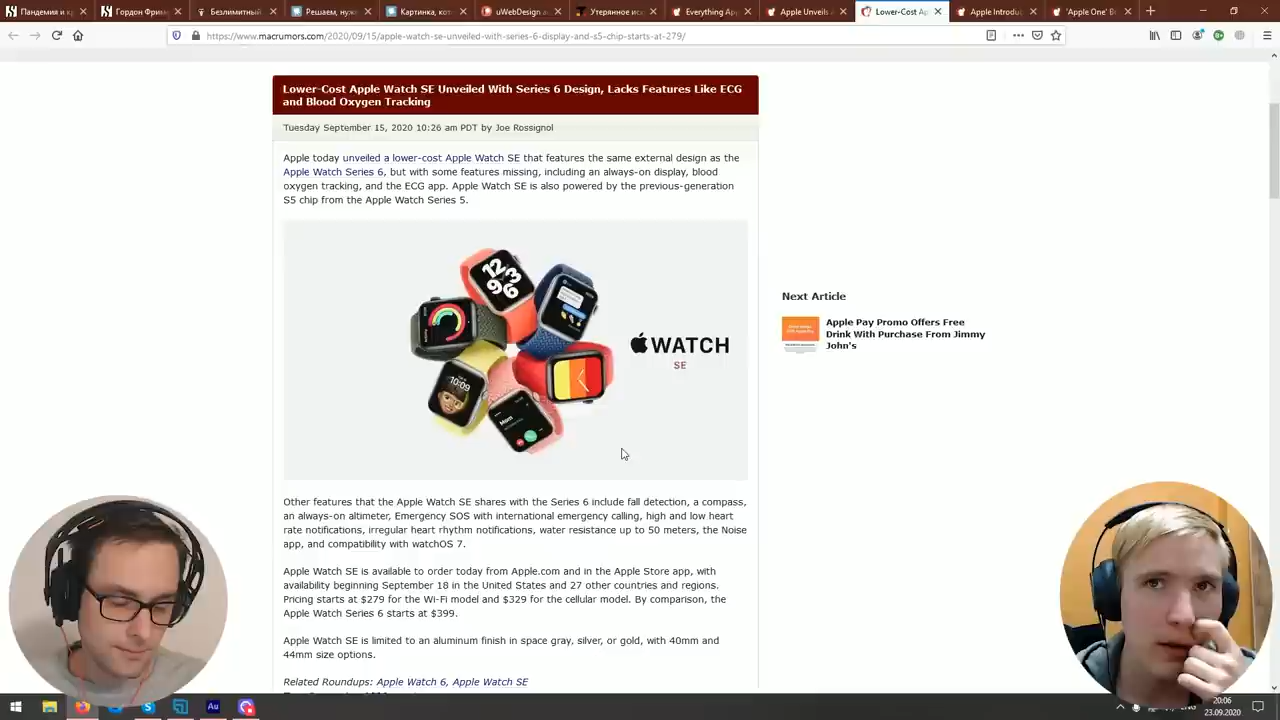 Пандемия и к
Гордон Фрим
Безлимитный
Решаем, нужн
Картинка, кот
uWebDesign
Утерянное ис
Everything App
Apple Unveils
Lower-Cost Ap
Apple Introdu
'Apple One' B
https://www.macrumors.com/2020/09/15/apple-watch-se-unveiled-with-series-6-display-and-s5-chip-starts-at-279/
Lower-Cost Apple Watch SE Unveiled With Series 6 Design, Lacks Features Like ECG
and Blood Oxygen Tracking
Tuesday September 15, 2020 10:26 am PDT by Joe Rossignol
Apple today unveiled a lower-cost Apple Watch SE that features the same external design as the
Apple Watch Series 6, but with some features missing, including an always-on display, blood
oxygen tracking, and the ECG app. Apple Watch SE is also powered by the previous-generation
S5 chip from the Apple Watch Series 5.
12
3
6
9
10:09
Mom
WATCH
SE
Next Article
Apple Pay Promo Offers Free
Drink With Purchase From Jimmy
John's
Other features that the Apple Watch SE shares with the Series 6 include fall detection, a compass,
an always-on altimeter, Emergency SOS with international emergency calling, high and low heart
rate notifications, irregular heart rhythm notifications, water resistance up to 50 meters, the Noise
app, and compatibility with watchOS 7.
Apple Watch SE is available to order today from Apple.com and in the Apple Store app, with
availability beginning September 18 in the United States and 27 other countries and regions.
Pricing starts at $279 for the Wi-Fi model and $329 for the cellular model. By comparison, the
Apple Watch Series 6 starts at $399.
Apple Watch SE is limited to an aluminum finish in space gray, silver, or gold, with 40mm and
44mm size options.
Related Roundups: Apple Watch 6, Apple Watch SE
Au
ENG
20:06
23.09.2020